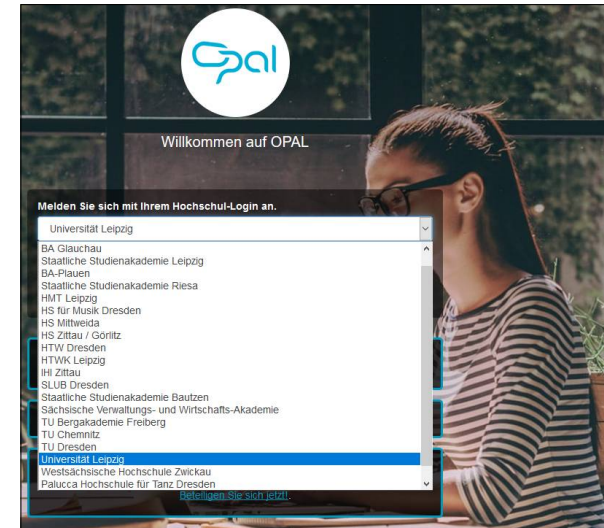 Opal
Willkommen auf OPAL
Melden Sie sich mit Ihrem Hochschul-Login an.
Universität Leipzig
BA Glauchau
Staatliche Studienakademie Leipzig
BA-Plauen
Staatliche Studienakademie Riesa
HMT Leipzig
HS für Musik Dresden
HS Mittweida
HS Zittau / Görlitz
HTW Dresden
HTWK Leipzig
IHI Zittau
SLUB Dresden
Staatliche Studienakademie Bautzen
Sächsische Verwaltungs- und Wirtschafts-Akademie
TU Bergakademie Freiberg
TU Chemnitz
TU Dresden
Universität Leipzig
Westsächsische Hochschule Zwickau
Palucca Hochschule für Tanz Dresden
Beteiligen Sie sich jetzt!